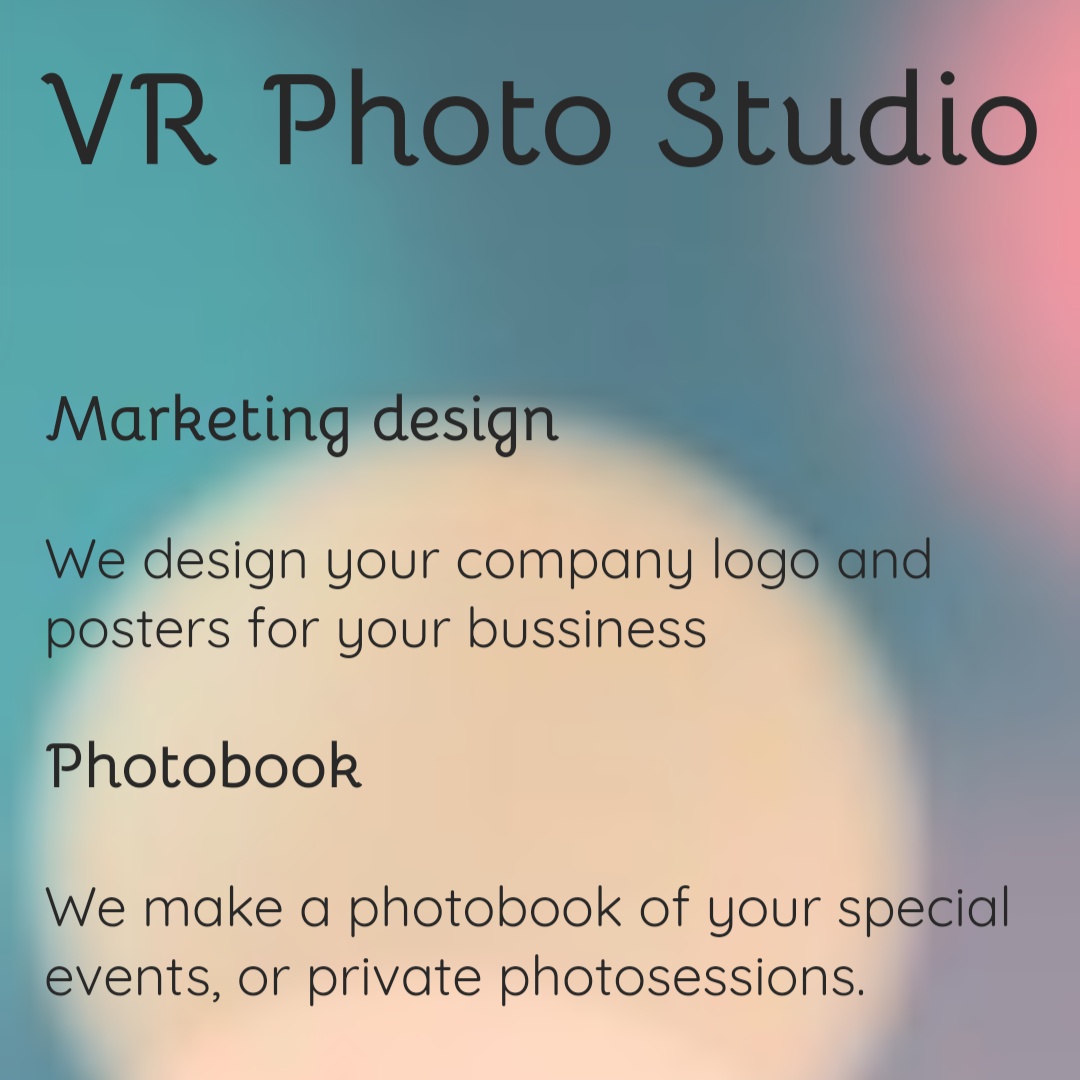 VR Photo Studio
Marketing design
We design your company logo and
posters for your bussiness
Photobook
We make a photobook of your special
events, or private photosessions.